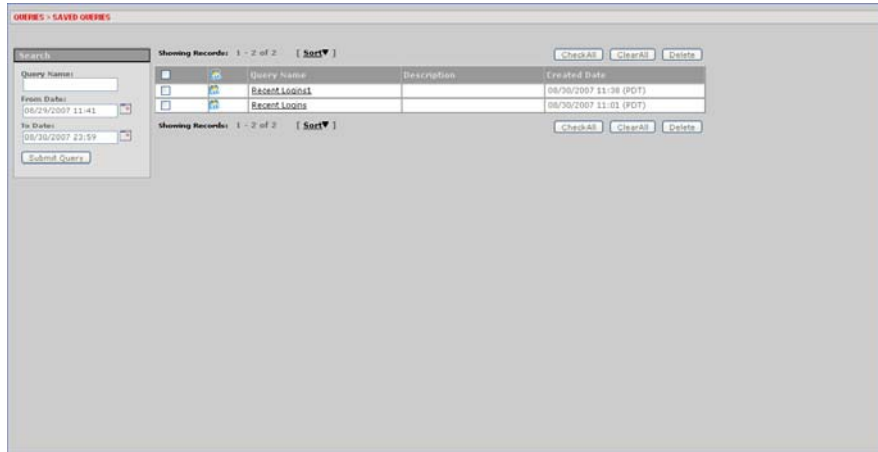 QUERIES > SAVED QUERIES
Search
Query Name:
From Date:
08/29/2007 11:41
To Date:
08/30/2007 23:59
Submit Query
Showing Records: 1 - 2 of 2 [ Sort▼ ]
CheckAll ClearAll Delete
Query Name Description Created Date
Recent Logins1 08/30/2007 11:38 (PDT)
Recent Logins 08/30/2007 11:01 (PDT)
Showing Records: 1 - 2 of 2 [ Sort▼ ]
CheckAll ClearAll Delete